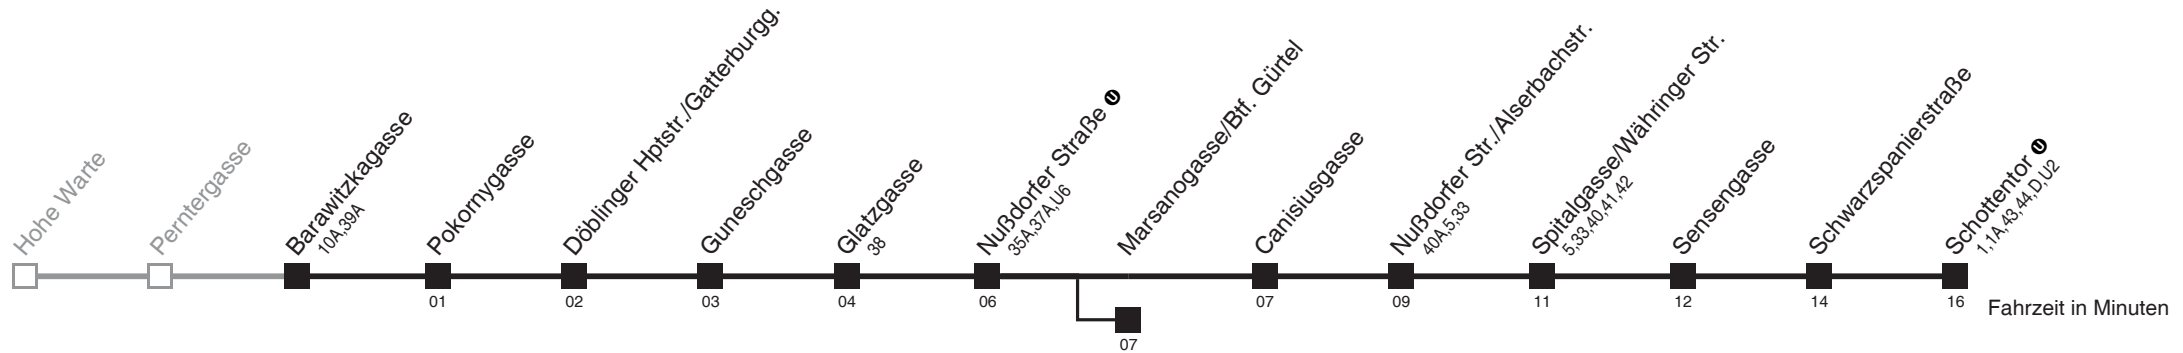 Hohe Warte
Perntergasse
Barawitzkagasse
10A,39A
Pokornygasse
Döblinger Hptstr./Gatterburgg.
Guneschgasse
Glatzgasse
38
Nußdorfer Straße U
35A,37A,U6
Marsanogasse/Btf. Gürtel
Canisiusgasse
Nußdorfer Str./Alserbachstr.
40A,5,33
Spitalgasse/Währinger Str.
5,33,40,41,42
Sensengasse
Schwarzspanierstraße
Schottentor U
1,1A,43,44,D,U2
01 02 03 04 06 07 09 11 12 14 16 Fahrzeit in Minuten
07